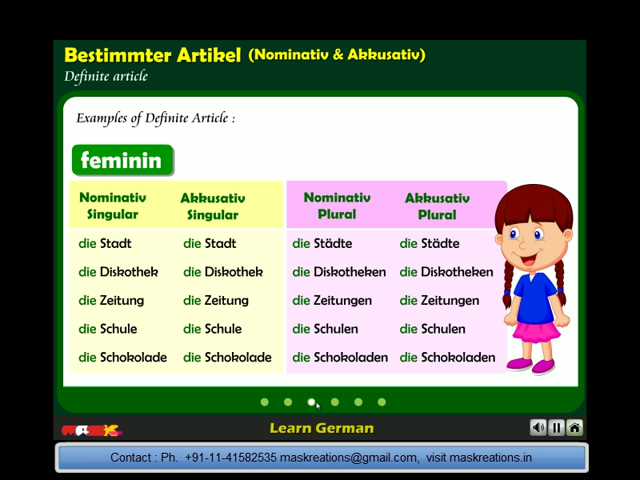 Bestimmter Artikel (Nominativ & Akkusativ)
Definite article
Examples of Definite Article :
feminin
Nominativ Singular Akkusativ Singular Nominativ Plural Akkusativ Plural
die Stadt die Stadt die Städte die Städte
die Diskothek die Diskothek die Diskotheken die Diskotheken
die Zeitung die Zeitung die Zeitungen die Zeitungen
die Schule die Schule die Schulen die Schulen
die Schokolade die Schokolade die Schokoladen die Schokoladen
Learn German
Contact : Ph. +91-11-41582535 maskreations@gmail.com, visit maskreations.in